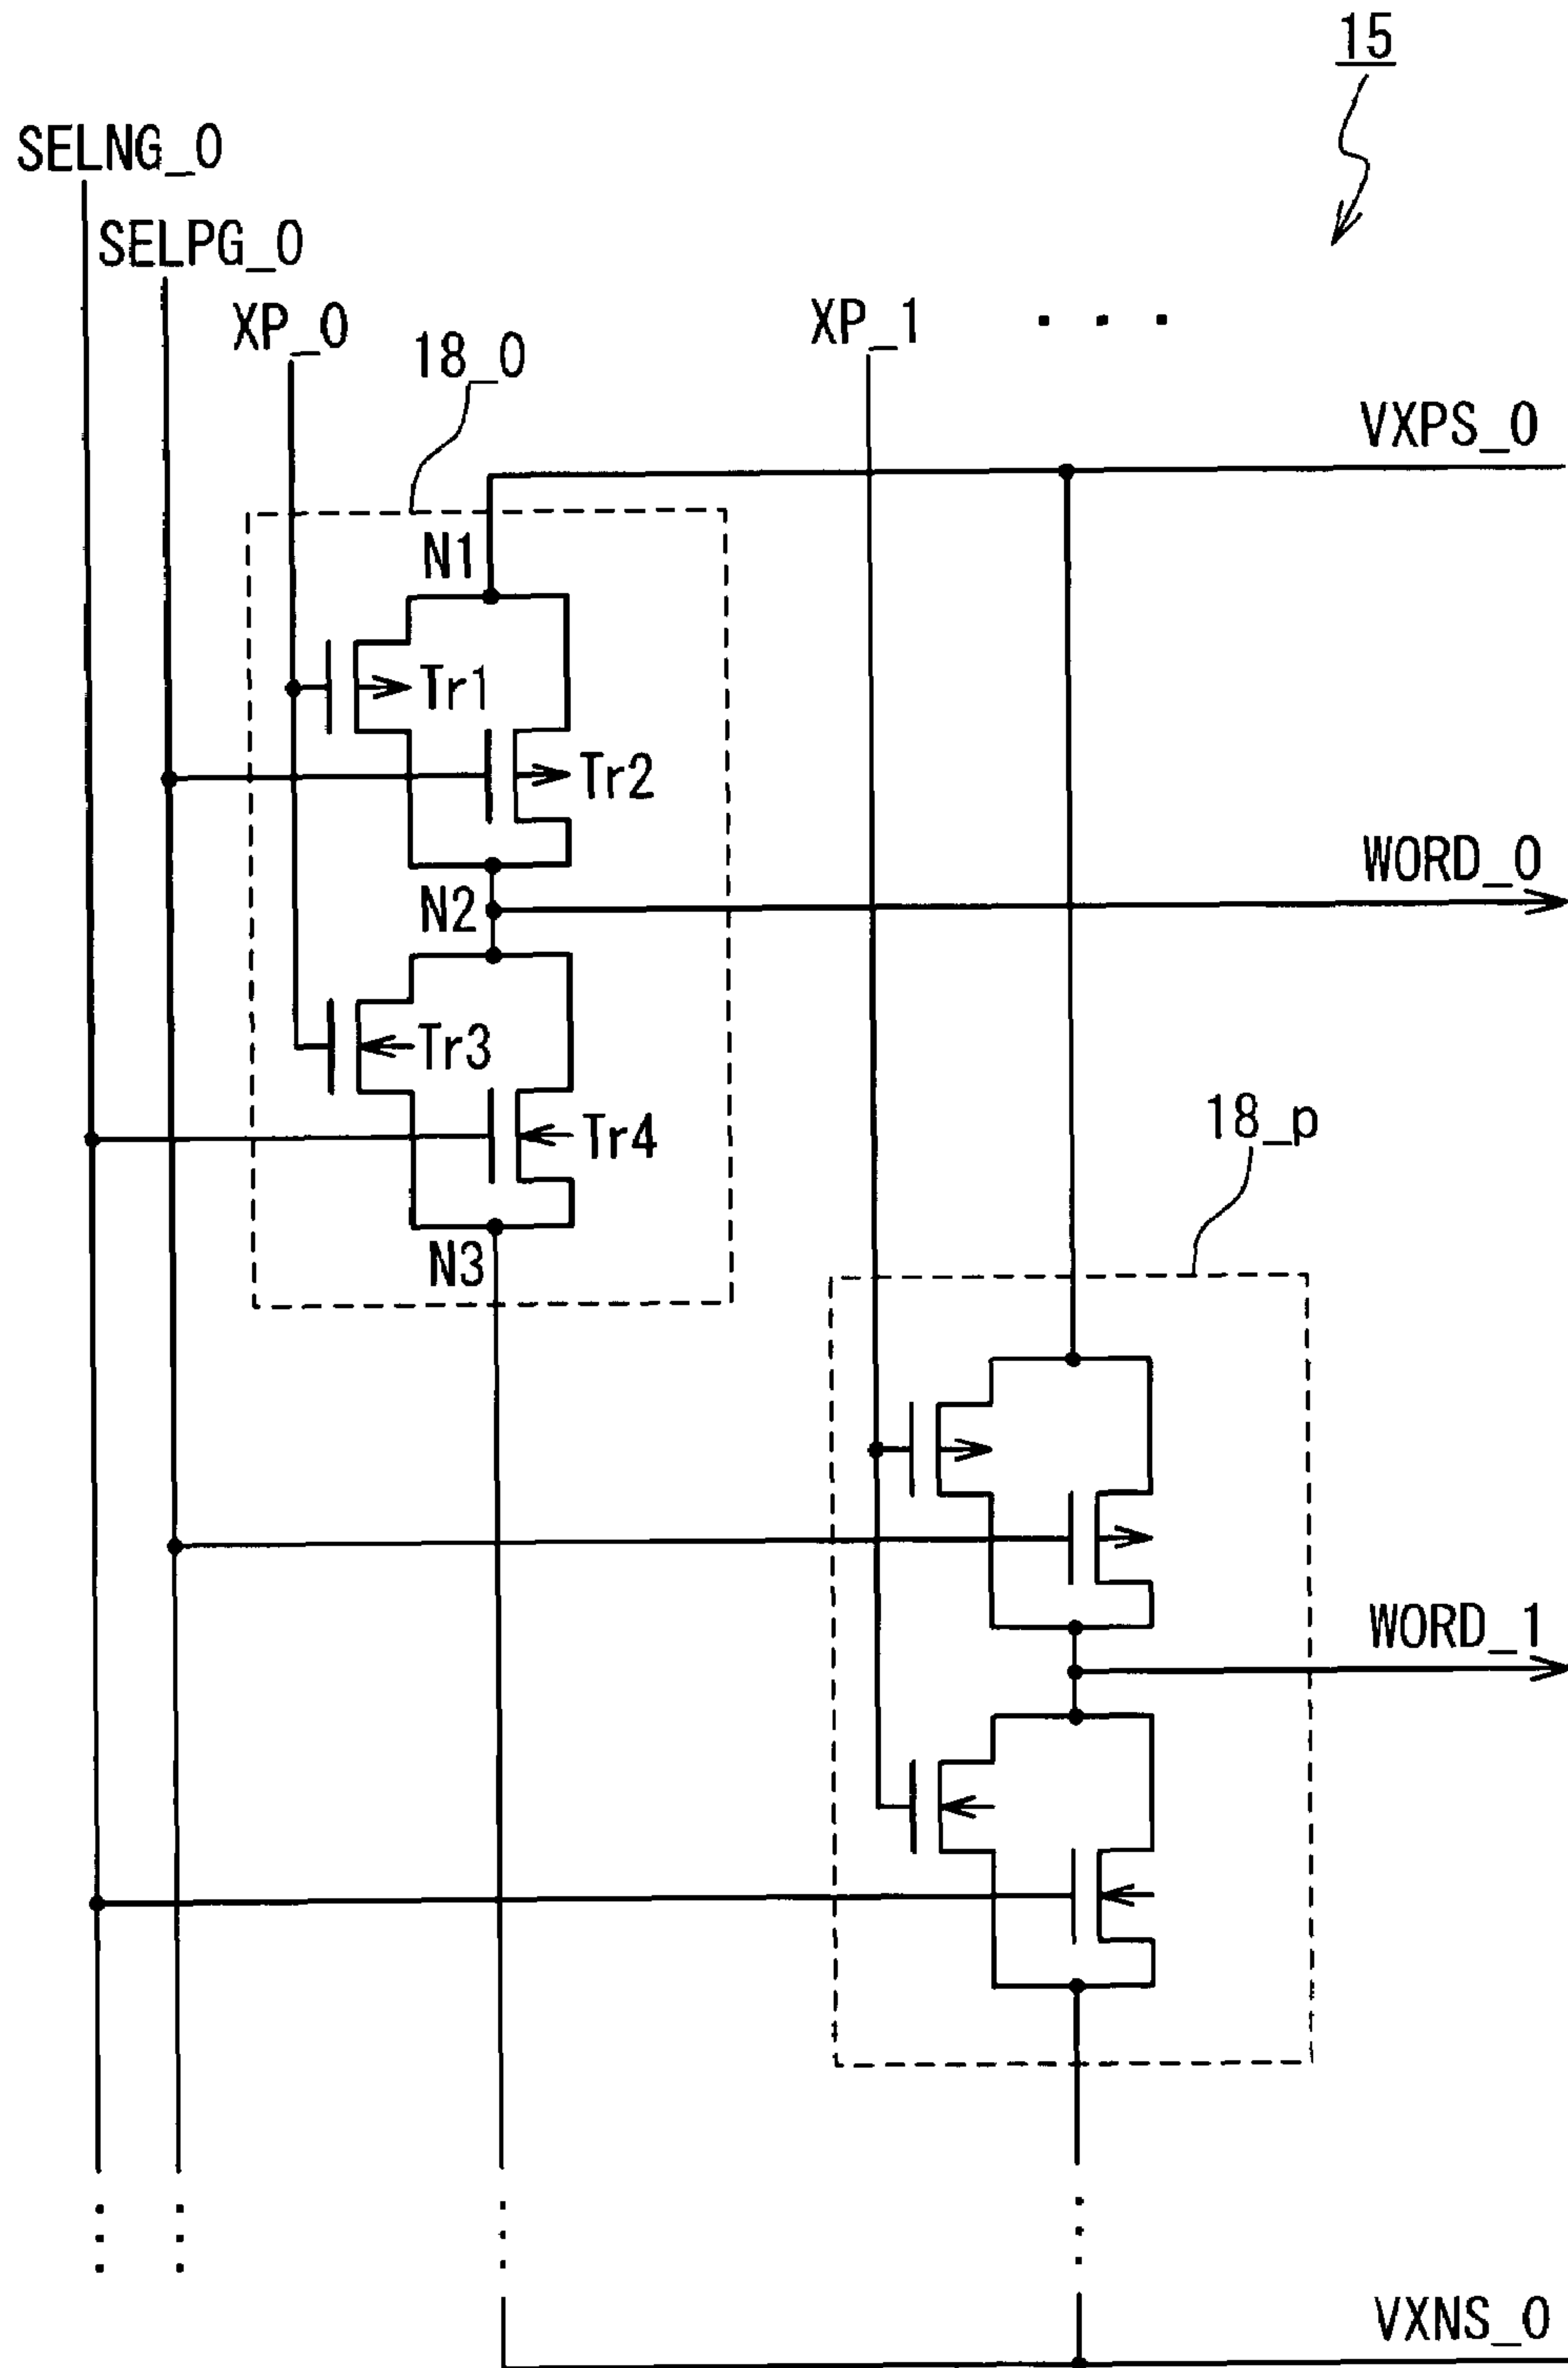 15
SELNG_0
SELPG_0
XP_0
18_0
XP_1
. . .
VXPS_0
N1
Tr1
Tr2
WORD_0
N2
Tr3
Tr4
18_p
N3
WORD_1
VXNS_0